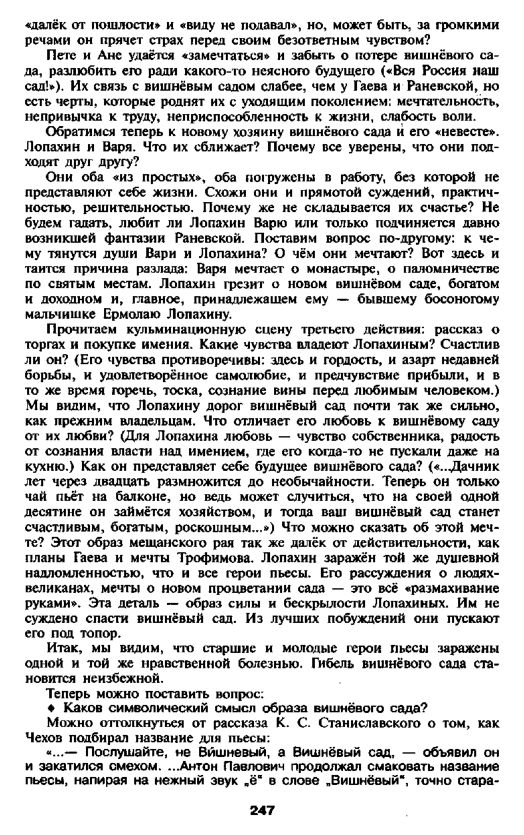 «далёк от пошлости» и «виду не подавал», но, может быть, за громкими
речами он прячет страх перед своим безответным чувством?
Пете и Ане удаётся «замечтаться» и забыть о потере вишнёвого са-
да, разлюбить его ради какого-то неясного будущего («Вся Россия наш
сад!»). Их связь с вишнёвым садом слабее, чем у Гаева и Раневской, но
есть черты, которые роднят их с уходящим поколением: мечтательность,
непривычка к труду, неприспособленность к жизни, слабость воли.
Обратимся теперь к новому хозяину вишнёвого сада и его «невесте».
Лопахин и Варя. Что их сближает? Почему все уверены, что они под-
ходят друг другу?
Они оба «из простых», оба погружены в работу, без которой не
представляют себе жизни. Схожи они и прямотой суждений, практич-
ностью, решительностью. Почему же не складывается их счастье? Не
будем гадать, любит ли Лопахин Варю или только подчиняется давно
возникшей фантазии Раневской. Поставим вопрос по-другому: к че-
му тянутся души Вари и Лопахина? О чём они мечтают? Вот здесь и
таится причина разлада: Варя мечтает о монастыре, о паломничестве
по святым местам. Лопахин грезит о новом вишнёвом саде, богатом
и доходном и, главное, принадлежащем ему — бывшему босоногому
мальчишке Ермолаю Лопахину.
Прочитаем кульминационную сцену третьего действия: рассказ о
торгах и покупке имения. Какие чувства владеют Лопахиным? Счастлив
ли он? (Его чувства противоречивы: здесь и гордость, и азарт недавней
борьбы, и удовлетворённое самолюбие, и предчувствие прибыли, и в
то же время горечь, тоска, сознание вины перед любимым человеком.)
Мы видим, что Лопахину дорог вишнёвый сад почти так же сильно,
как прежним владельцам. Что отличает его любовь к вишнёвому саду
от их любви? (Для Лопахина любовь — чувство собственника, радость
от сознания власти над имением, где его когда-то не пускали даже на
кухню.) Как он представляет себе будущее вишнёвого сада? («...Дачник
лет через двадцать размножится до необычайности. Теперь он только
чай пьёт на балконе, но ведь может случиться, что на своей одной
десятине он займётся хозяйством, и тогда ваш вишнёвый сад станет
счастливым, богатым, роскошным...») Что можно сказать об этой меч-
те? Этот образ мещанского рая так же далёк от действительности, как
планы Гаева и мечты Трофимова. Лопахин заражён той же душевной
надломленностью, что и все герои пьесы. Его рассуждения о людях-
великанах, мечты о новом процветании сада — это всё «размахивание
руками». Эта деталь — образ силы и бескрылости Лопахиных. Им не
суждено спасти вишнёвый сад. Из лучших побуждений они пускают
его под топор.
Итак, мы видим, что старшие и молодые герои пьесы заражены
одной и той же нравственной болезнью. Гибель вишнёвого сада ста-
новится неизбежной.
Теперь можно поставить вопрос:
♦ Каков символический смысл образа вишнёвого сада?
Можно оттолкнуться от рассказа К. С. Станиславского о том, как
Чехов подбирал название для пьесы:
«...— Послушайте, не Ви́шневый, а Вишнёвый сад, — объявил он
и закатился смехом. ...Антон Павлович продолжал смаковать название
пьесы, напирая на нежный звук „ё“ в слове „Вишнёвый“, точно стара-
247